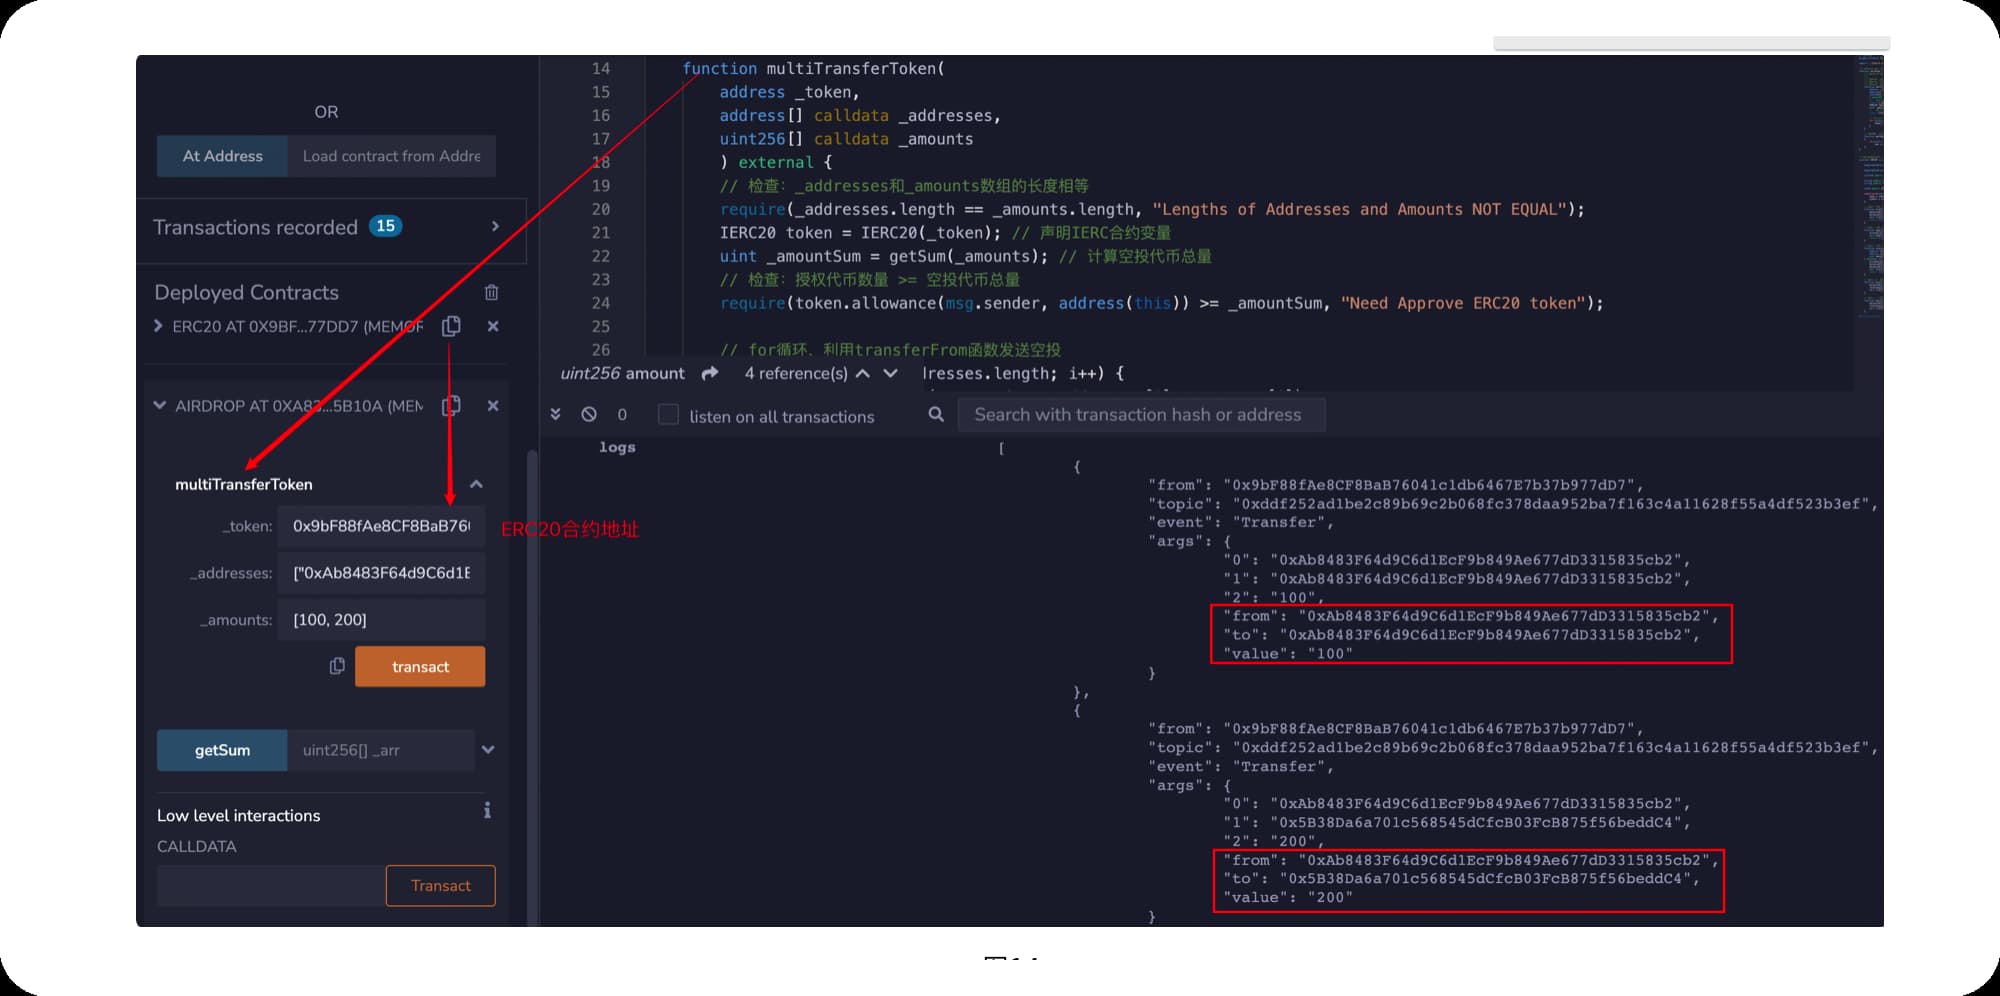 OR
At Address
Load contract from Addre
Transactions recorded 15
Deployed Contracts
ERC20 AT 0X9BF...77DD7 (MEMOR
AIRDROP AT 0XA83...5B10A (MEM
multiTransferToken
_token: 0x9bF88fAe8CF8BaB760
ERC20合约地址
_addresses: ["0xAb8483F64d9C6d1E
_amounts: [100, 200]
transact
getSum
uint256[] _arr
Low level interactions
CALLDATA
Transact
14 function multiTransferToken(
15 address _token,
16 address[] calldata _addresses,
17 uint256[] calldata _amounts
18 ) external {
19 // 检查: _addresses和_amounts数组的长度相等
20 require(_addresses.length == _amounts.length, "Lengths of Addresses and Amounts NOT EQUAL");
21 IERC20 token = IERC20(_token); // 声明IERC合约变量
22 uint _amountSum = getSum(_amounts); // 计算空投代币总量
23 // 检查: 授权代币数量 >= 空投代币总量
24 require(token.allowance(msg.sender, address(this)) >= _amountSum, "Need Approve ERC20 token");
25
26 // for循环、利用transferFrom函数发送空投
uint256 amount 4 reference(s) resses.length; i++) {
0 listen on all transactions Search with transaction hash or address
logs [
{
"from": "0x9bF88fAe8CF8BaB76041c1db6467E7b37b977dD7",
"topic": "0xddf252ad1be2c89b69c2b068fc378daa952ba7f163c4a11628f55a4df523b3ef",
"event": "Transfer",
"args": {
"0": "0xAb8483F64d9C6d1EcF9b849Ae677dD3315835cb2",
"1": "0xAb8483F64d9C6d1EcF9b849Ae677dD3315835cb2",
"2": "100",
"from": "0xAb8483F64d9C6d1EcF9b849Ae677dD3315835cb2",
"to": "0xAb8483F64d9C6d1EcF9b849Ae677dD3315835cb2",
"value": "100"
}
},
{
"from": "0x9bF88fAe8CF8BaB76041c1db6467E7b37b977dD7",
"topic": "0xddf252ad1be2c89b69c2b068fc378daa952ba7f163c4a11628f55a4df523b3ef",
"event": "Transfer",
"args": {
"0": "0xAb8483F64d9C6d1EcF9b849Ae677dD3315835cb2",
"1": "0x5B38Da6a701c568545dCfcB03FcB875f56beddC4",
"2": "200",
"from": "0xAb8483F64d9C6d1EcF9b849Ae677dD3315835cb2",
"to": "0x5B38Da6a701c568545dCfcB03FcB875f56beddC4",
"value": "200"
}